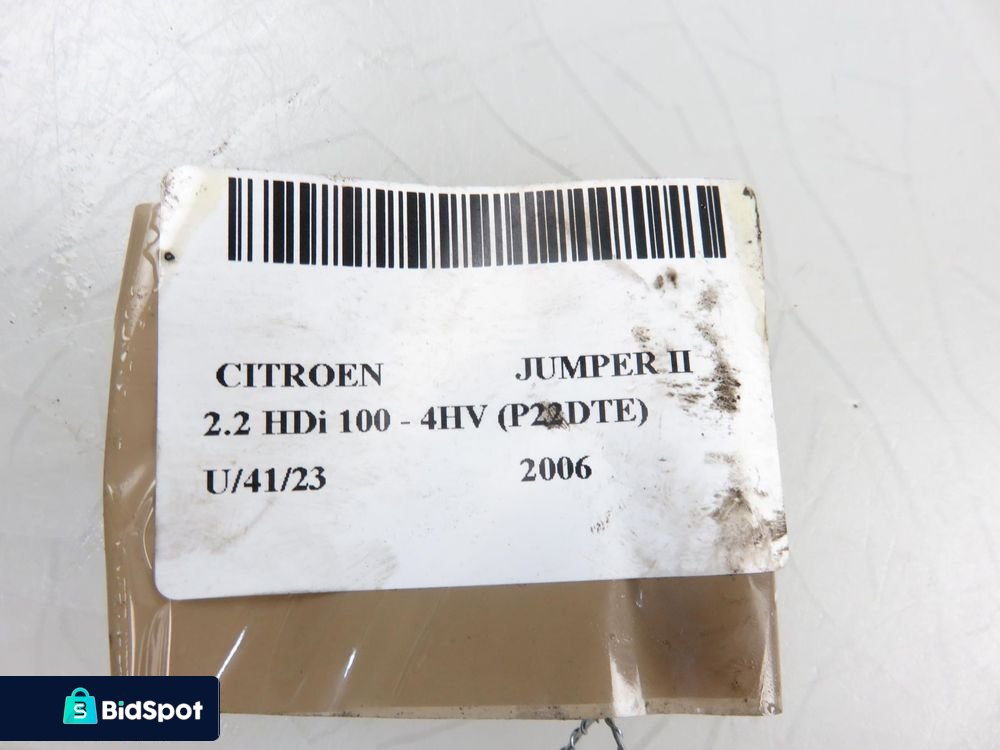 CITROEN JUMPER II
2.2 HDi 100 - 4HV (P22DTE)
U/41/23 2006
BidSpot